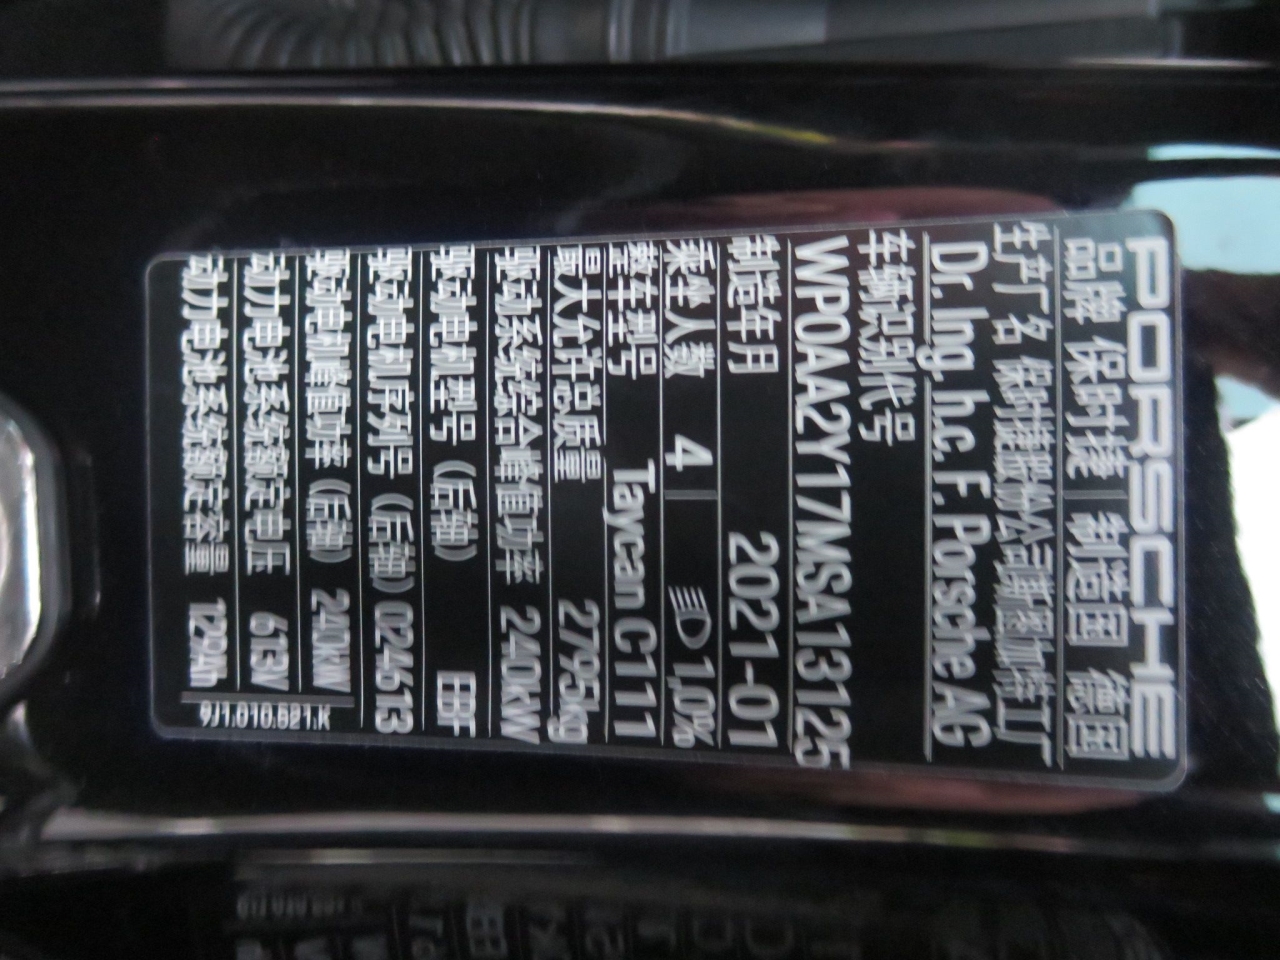 PORSCHE
品牌 保时捷 制造国 德国
生产厂名 保时捷股份公司斯图加特工厂
Dr. Ing. h.c. F. Porsche AG
车辆识别代号
WP0AA2Y17MSA13125
制造年月 2021-01
乘坐人数 4 1,0%
整车型号 Taycan C111
最大允许总质量 2795kg
驱动系统综合峰值功率 240kW
驱动电机型号（后轴） EBF
驱动电机序列号（后轴）0244613
驱动电机峰值功率（后轴） 240kW
动力电池系统额定电压 613V
动力电池系统额定容量 129Ah
9J1.010.521.K